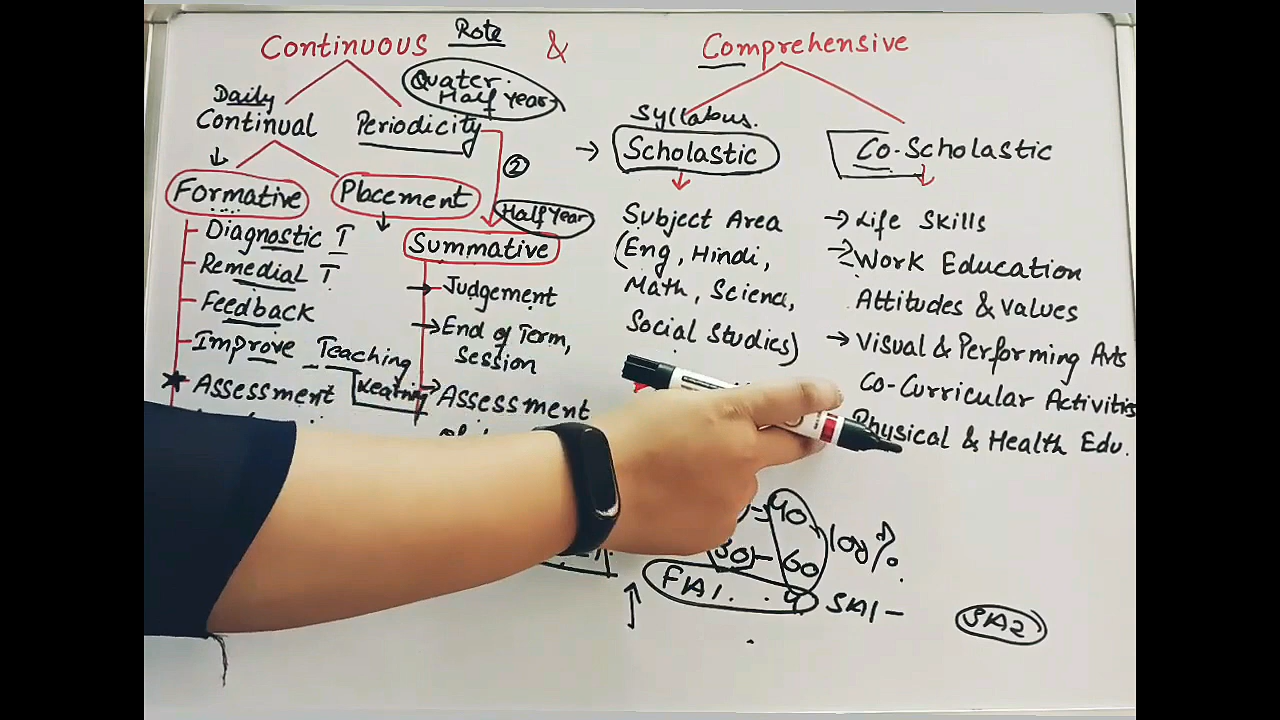 Continuous Rote & Comprehensive
Quater.
Half Year
Daily
Continual
Periodicity
Syllabus.
Scholastic
Co-Scholastic
②
Formative
Placement
Half Year
Summative
Diagnostic T
Remedial T
Feedback
Improve Teaching
Learning
Assessment
Judgement
End of Term,
Session
Assessment
Subject Area
(Eng, Hindi,
Math, Science,
Social Studies)
Life Skills
Work Education
Attitudes & Values
Visual & Performing Arts
Co-Curricular Activities
Physical & Health Edu.
40
100%
30 - 60
FA1 . . 4
SA1 -
SA2